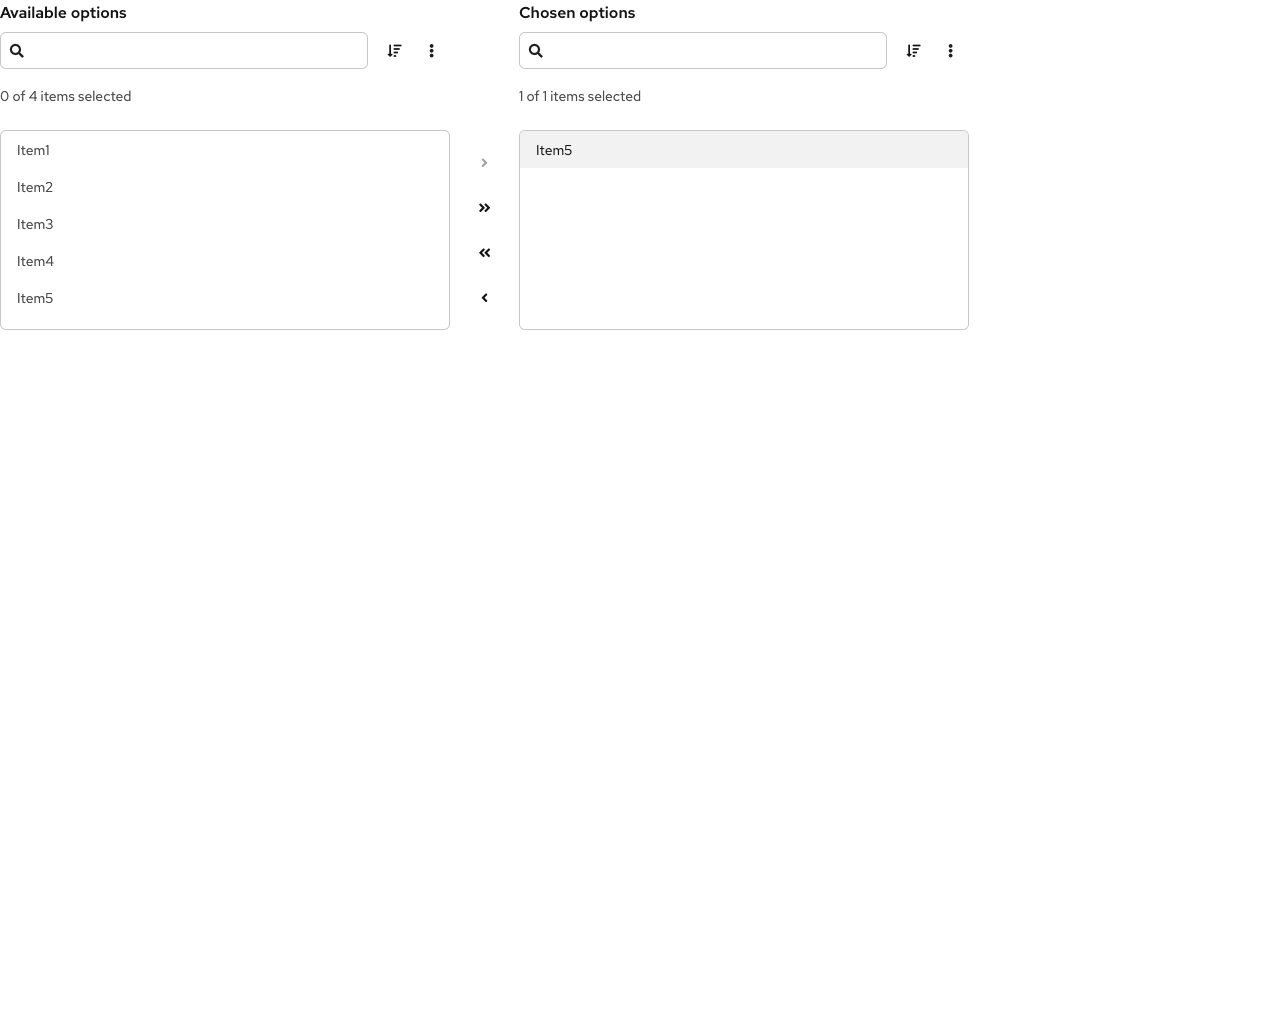 Available options
0 of 4 items selected
Item1
Item2
Item3
Item4
Item5
Chosen options
1 of 1 items selected
Item5